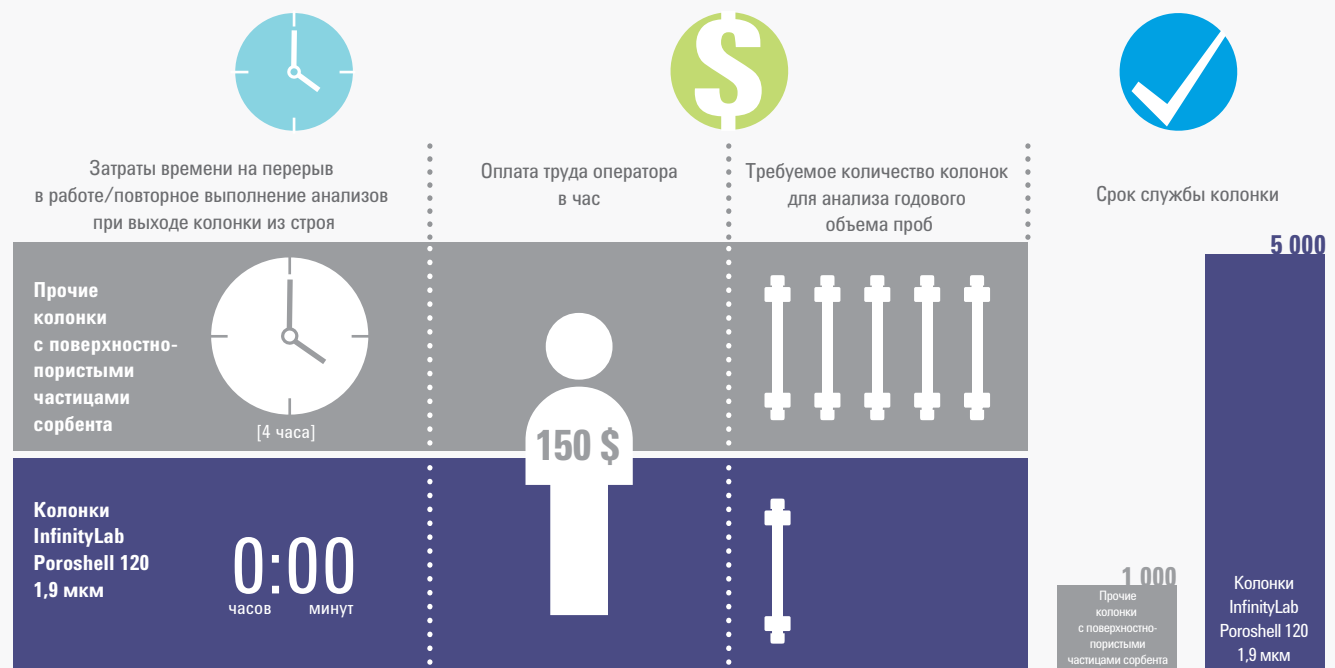 Затраты времени на перерыв
в работе/повторное выполнение анализов
при выходе колонки из строя
Оплата труда оператора
в час
Требуемое количество колонок
для анализа годового
объема проб
Срок службы колонки
Прочие
колонки
с поверхностно-
пористыми
частицами
сорбента
[4 часа]
150 $
Колонки
InfinityLab
Poroshell 120
1,9 мкм
0:00
часов минут
5 000
1 000
Прочие
колонки
с поверхностно-
пористыми
частицами сорбента
Колонки
InfinityLab
Poroshell 120
1,9 мкм